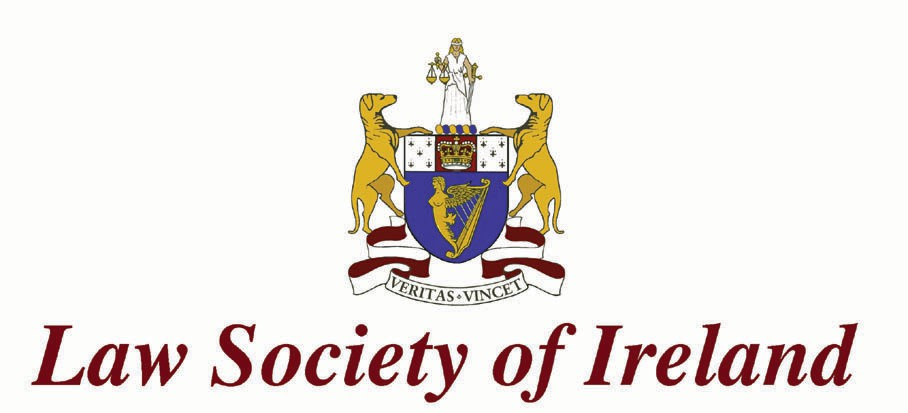 VERITAS · VINCET
Law Society of Ireland